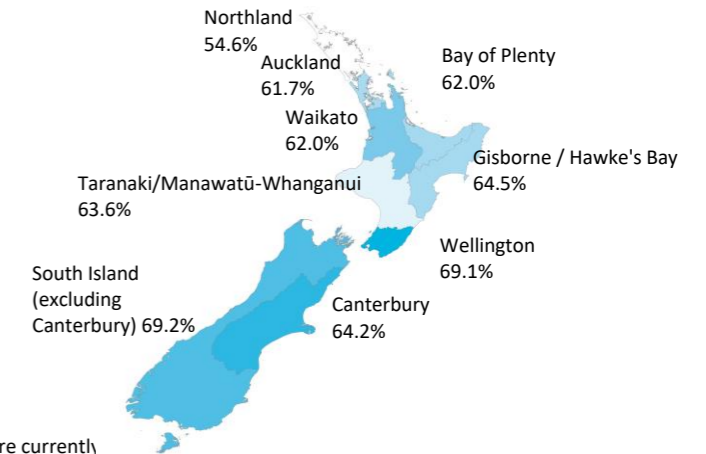 Northland
54.6%
Auckland
61.7%
Bay of Plenty
62.0%
Waikato
62.0%
Gisborne / Hawke's Bay
64.5%
Taranaki/Manawatū-Whanganui
63.6%
Wellington
69.1%
South Island
(excluding
Canterbury) 69.2%
Canterbury
64.2%
re currently